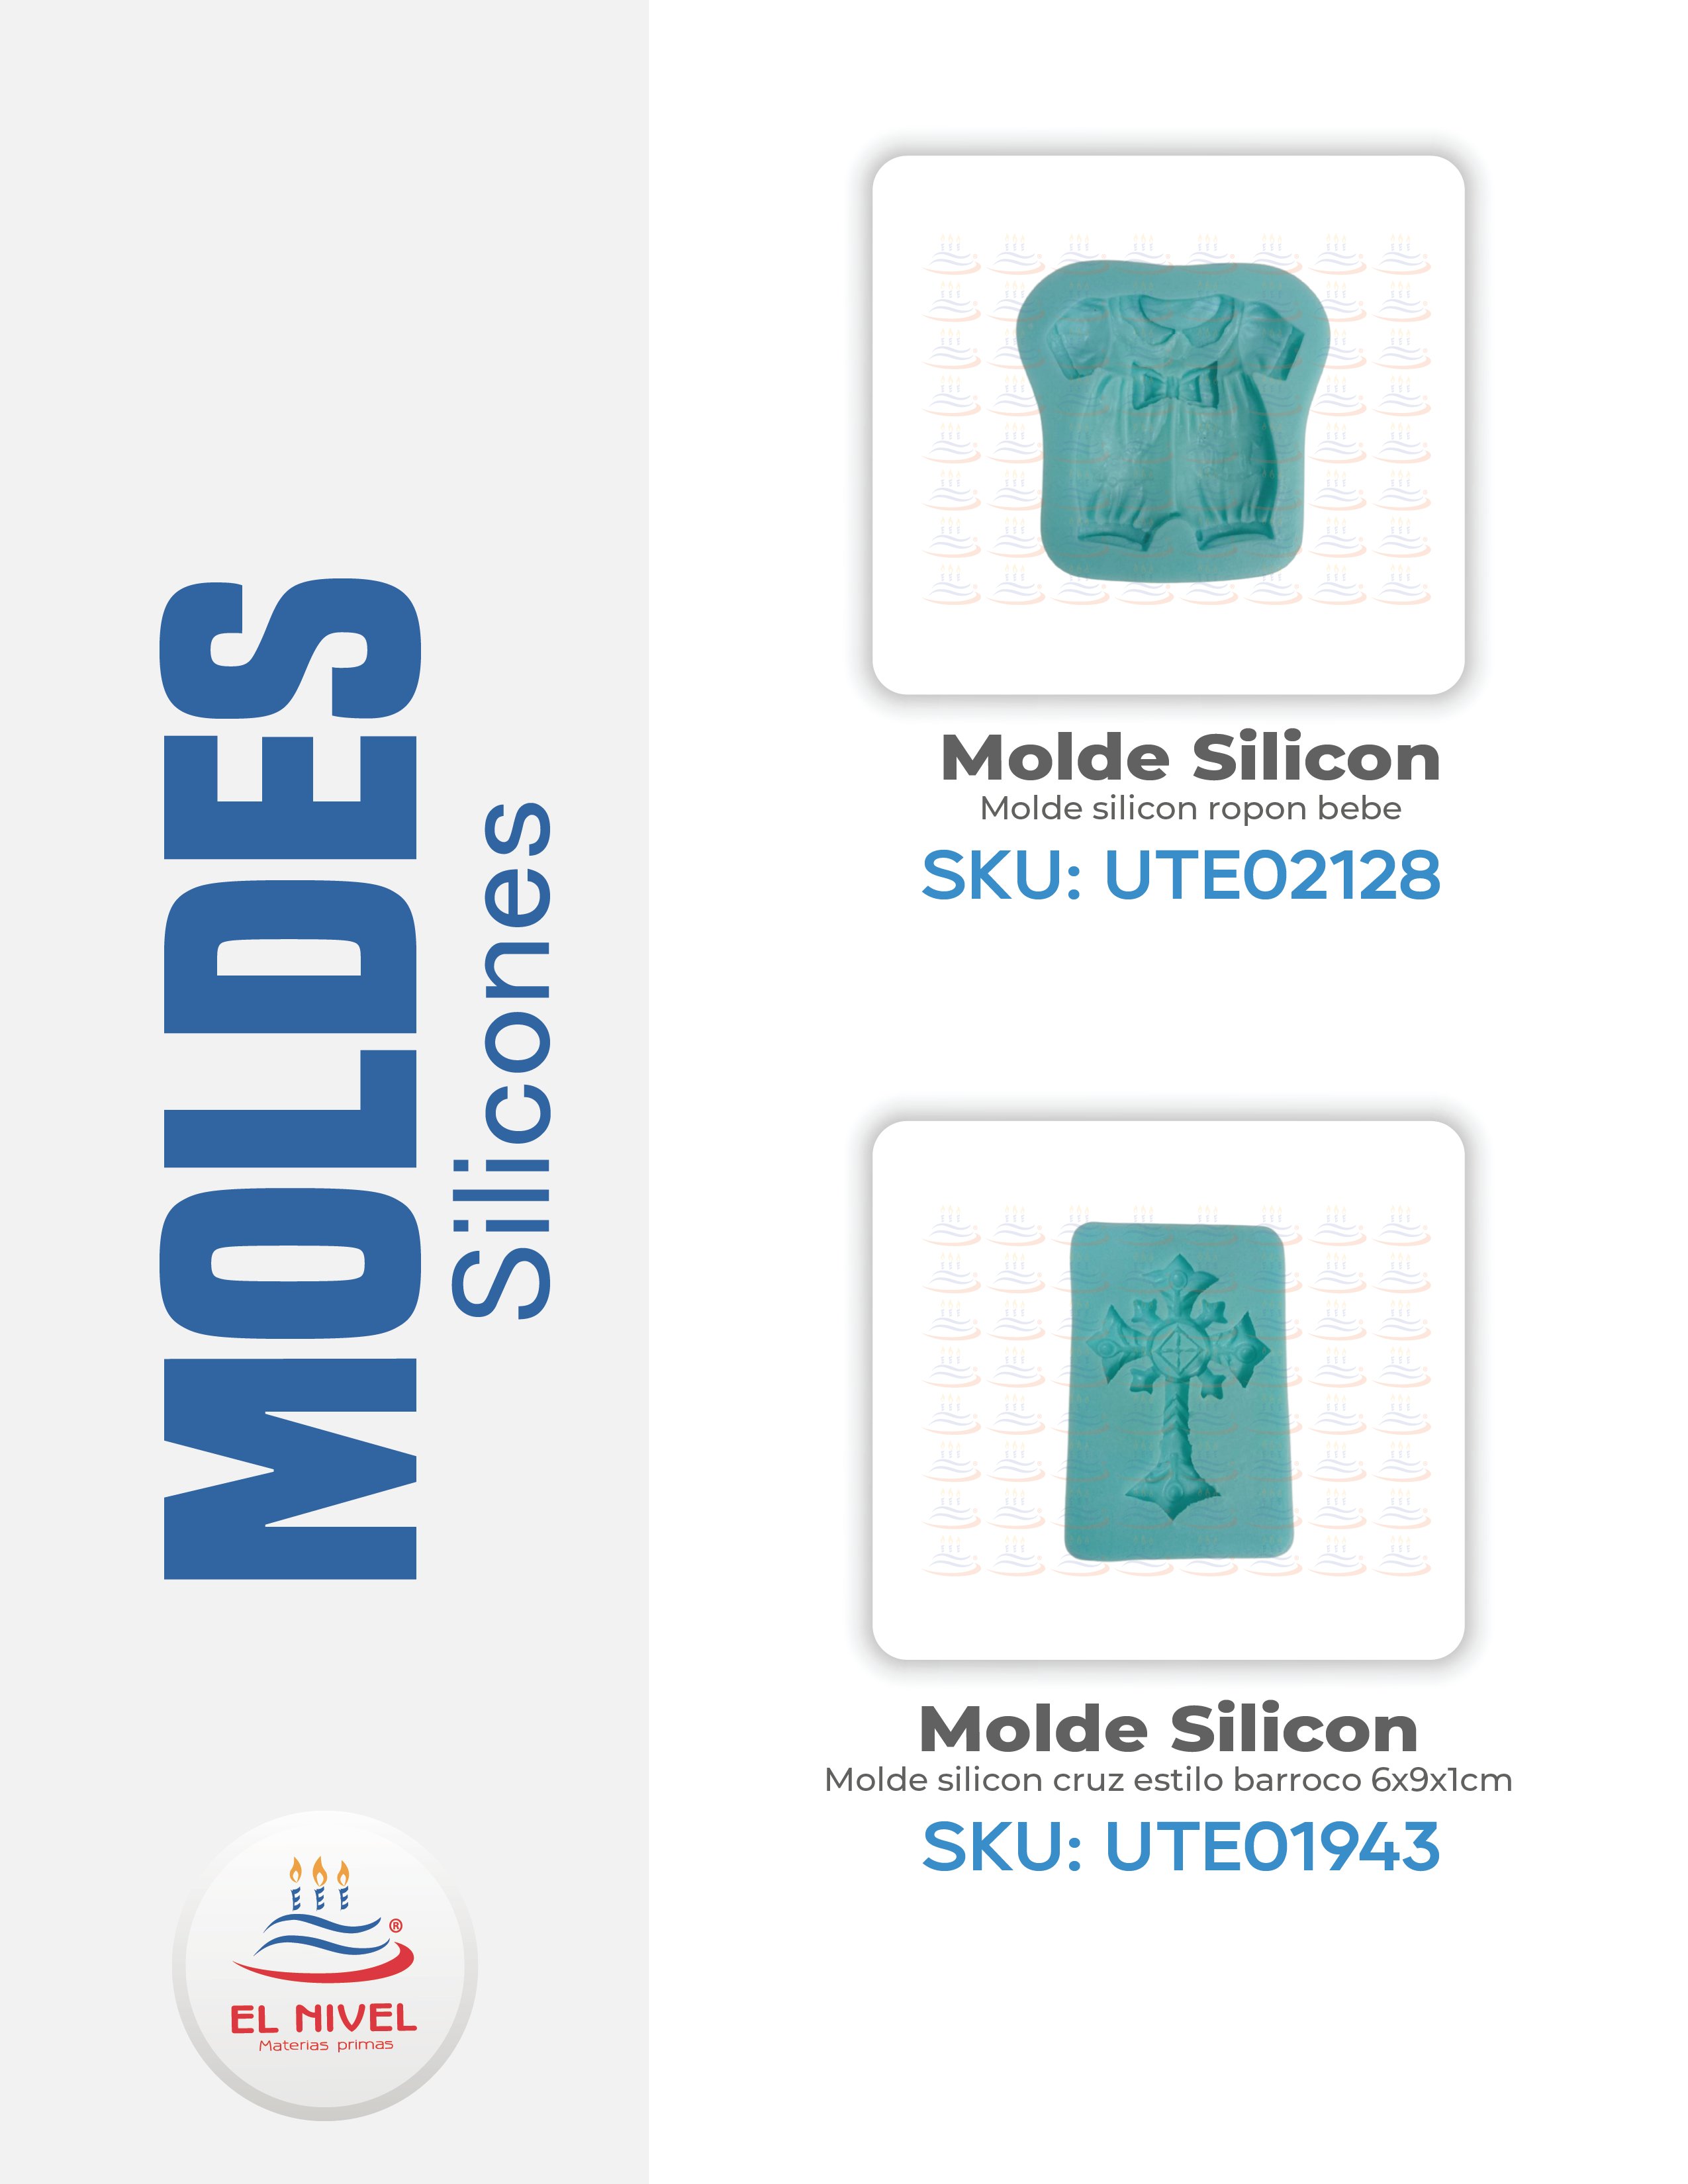 MOLDES
Silicones
Molde Silicon
Molde silicon ropon bebe
SKU: UTE02128
Molde Silicon
Molde silicon cruz estilo barroco 6x9x1cm
SKU: UTE01943
®
EL NIVEL
Materias primas